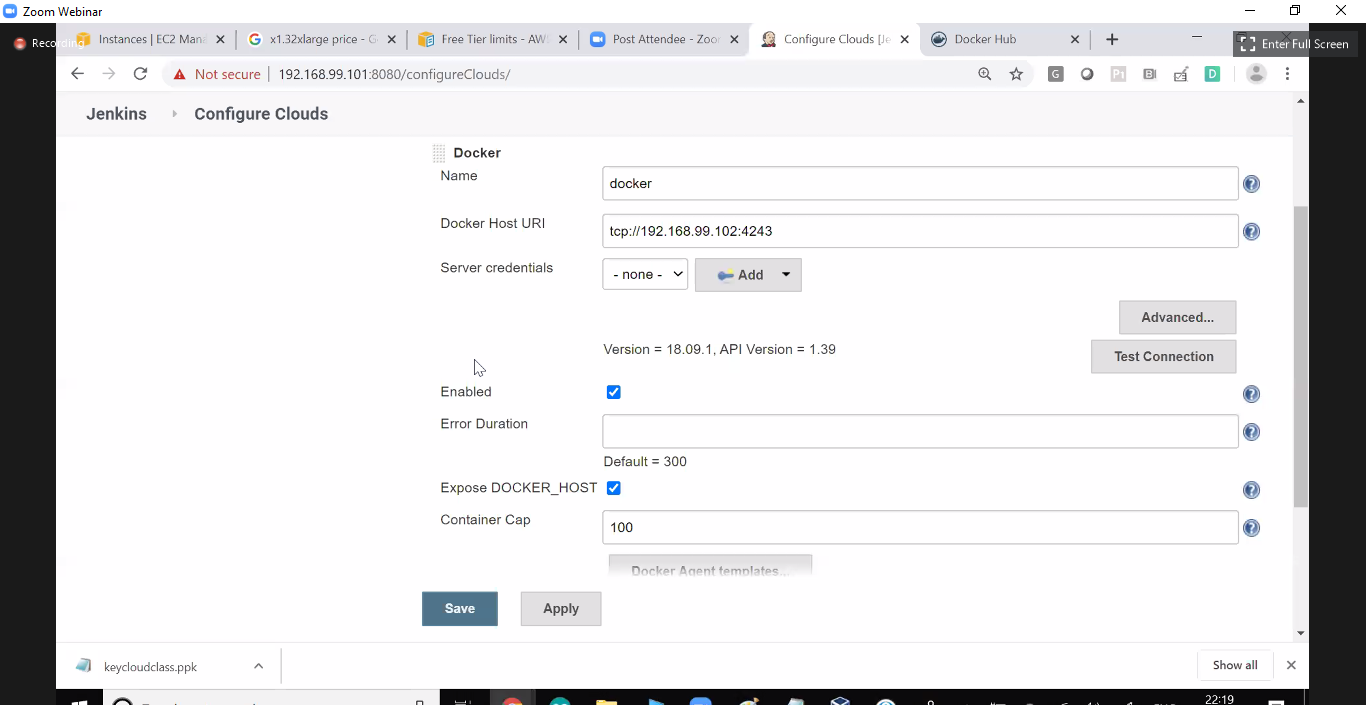 Zoom Webinar
Recording
Instances | EC2 Mana
x1.32xlarge price - G
Free Tier limits - AW
Post Attendee - Zoo
Configure Clouds [Je
Docker Hub
Enter Full Screen
Not secure
192.168.99.101:8080/configureClouds/
Jenkins
Configure Clouds
Docker
Name
docker
Docker Host URI
tcp://192.168.99.102:4243
Server credentials
- none -
Add
Advanced...
Version = 18.09.1, API Version = 1.39
Test Connection
Enabled
Error Duration
Default = 300
Expose DOCKER_HOST
Container Cap
100
Docker Agent templates...
Save
Apply
keycloudclass.ppk
Show all
22:19